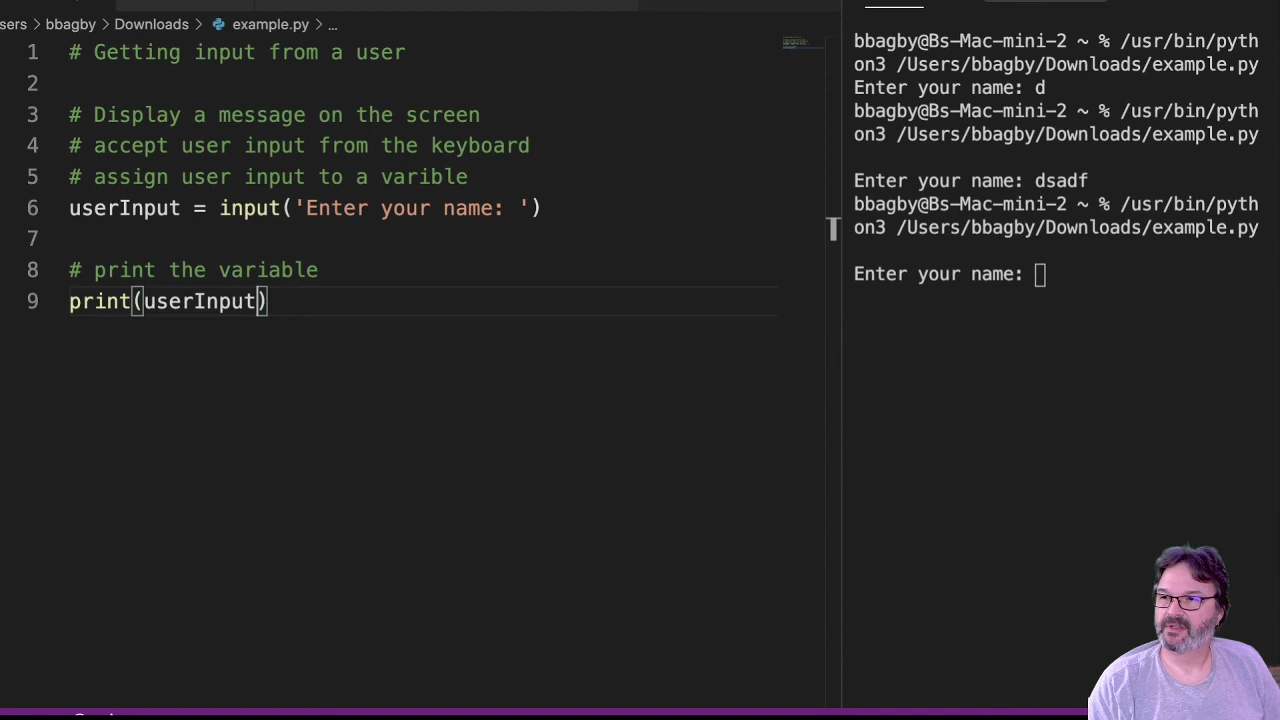 sers > bbagby > Downloads > example.py > ...
1 # Getting input from a user
2
3 # Display a message on the screen
4 # accept user input from the keyboard
5 # assign user input to a varible
6 userInput = input('Enter your name: ')
7
8 # print the variable
9 print(userInput)
bbagby@Bs-Mac-mini-2 ~ % /usr/bin/pyth
on3 /Users/bbagby/Downloads/example.py
Enter your name: d
bbagby@Bs-Mac-mini-2 ~ % /usr/bin/pyth
on3 /Users/bbagby/Downloads/example.py
Enter your name: dsadf
bbagby@Bs-Mac-mini-2 ~ % /usr/bin/pyth
on3 /Users/bbagby/Downloads/example.py
Enter your name: